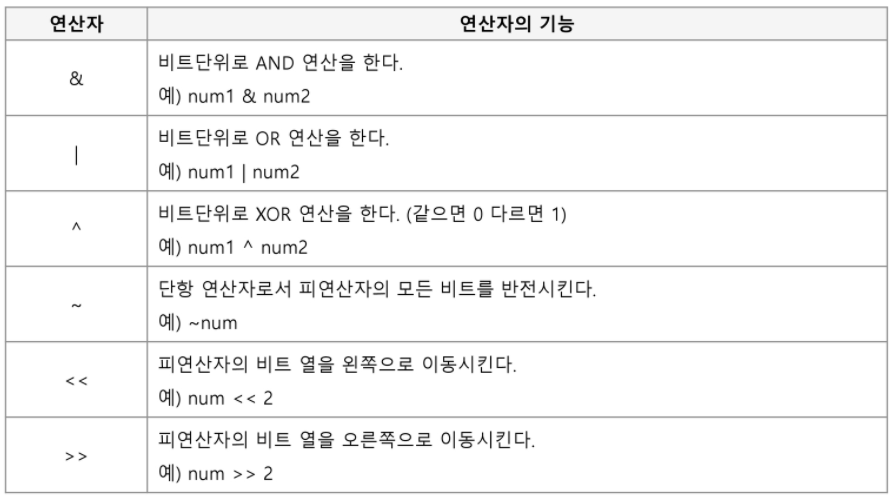 연산자 연산자의 기능
& 비트단위로 AND 연산을 한다.
예) num1 & num2
| 비트단위로 OR 연산을 한다.
예) num1 | num2
^ 비트단위로 XOR 연산을 한다. (같으면 0 다르면 1)
예) num1 ^ num2
~ 단항 연산자로서 피연산자의 모든 비트를 반전시킨다.
예) ~num
<< 피연산자의 비트 열을 왼쪽으로 이동시킨다.
예) num << 2
>> 피연산자의 비트 열을 오른쪽으로 이동시킨다.
예) num >> 2